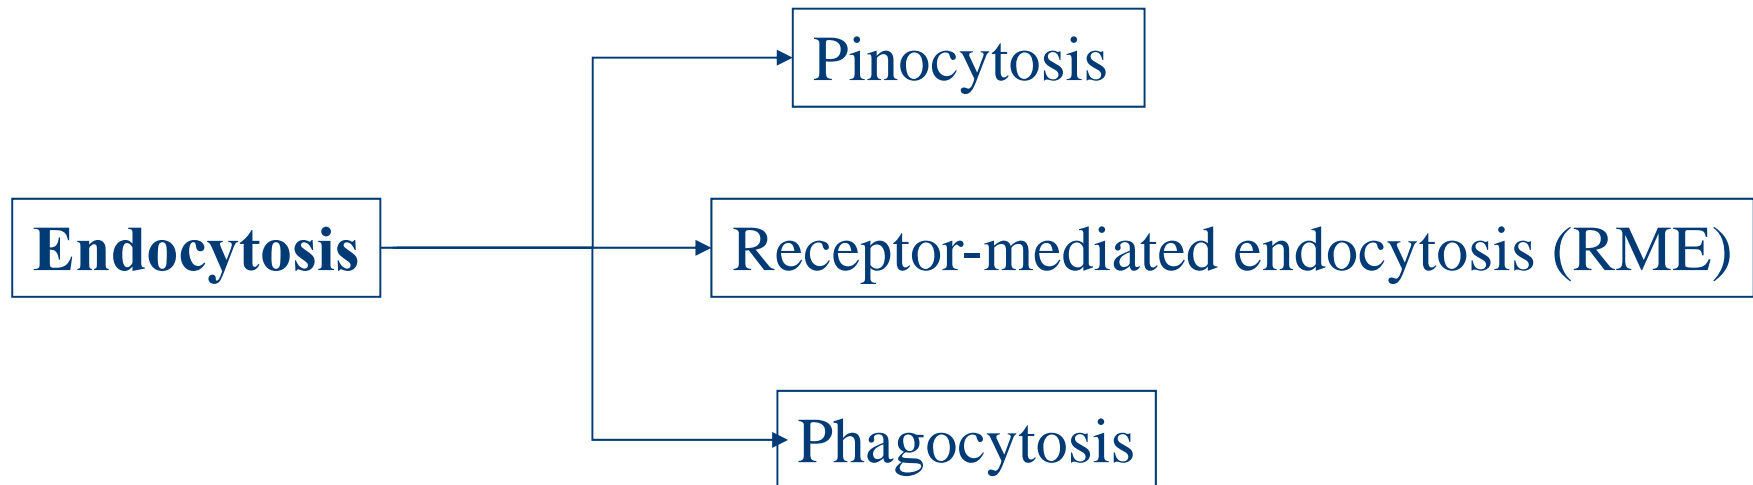 Pinocytosis
Endocytosis
Receptor-mediated endocytosis (RME)
Phagocytosis